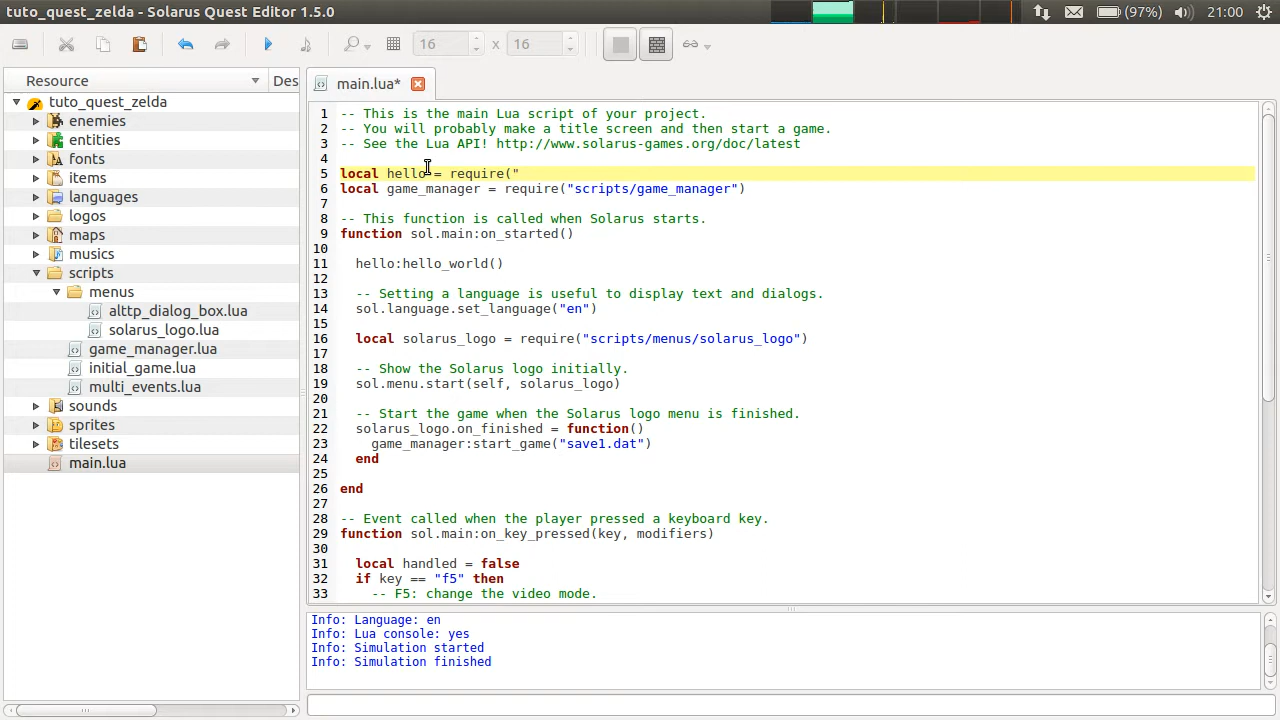 tuto_quest_zelda - Solarus Quest Editor 1.5.0
(97%)
21:00
16 x 16
Resource
Des
tuto_quest_zelda
enemies
entities
fonts
items
languages
logos
maps
musics
scripts
menus
alttp_dialog_box.lua
solarus_logo.lua
game_manager.lua
initial_game.lua
multi_events.lua
sounds
sprites
tilesets
main.lua
main.lua*
1 -- This is the main Lua script of your project.
2 -- You will probably make a title screen and then start a game.
3 -- See the Lua API! http://www.solarus-games.org/doc/latest
4
5 local hello = require("
6 local game_manager = require("scripts/game_manager")
7
8 -- This function is called when Solarus starts.
9 function sol.main:on_started()
10
11 hello:hello_world()
12
13 -- Setting a language is useful to display text and dialogs.
14 sol.language.set_language("en")
15
16 local solarus_logo = require("scripts/menus/solarus_logo")
17
18 -- Show the Solarus logo initially.
19 sol.menu.start(self, solarus_logo)
20
21 -- Start the game when the Solarus logo menu is finished.
22 solarus_logo.on_finished = function()
23 game_manager:start_game("save1.dat")
24 end
25
26 end
27
28 -- Event called when the player pressed a keyboard key.
29 function sol.main:on_key_pressed(key, modifiers)
30
31 local handled = false
32 if key == "f5" then
33 -- F5: change the video mode.
Info: Language: en
Info: Lua console: yes
Info: Simulation started
Info: Simulation finished